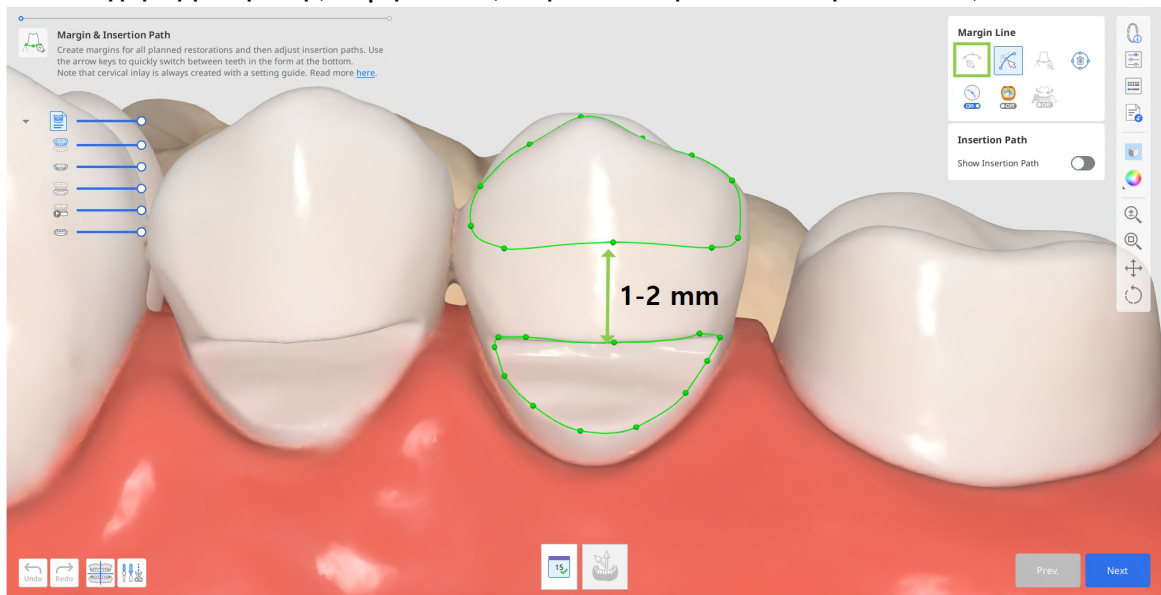 Margin & Insertion Path
Create margins for all planned restorations and then adjust insertion paths. Use
the arrow keys to quickly switch between teeth in the form at the bottom.
Note that cervical inlay is always created with a setting guide. Read more here.
Margin Line
ON
OFF
Insertion Path
Show Insertion Path
1-2 mm
Undo
Redo
15
Prev.
Next